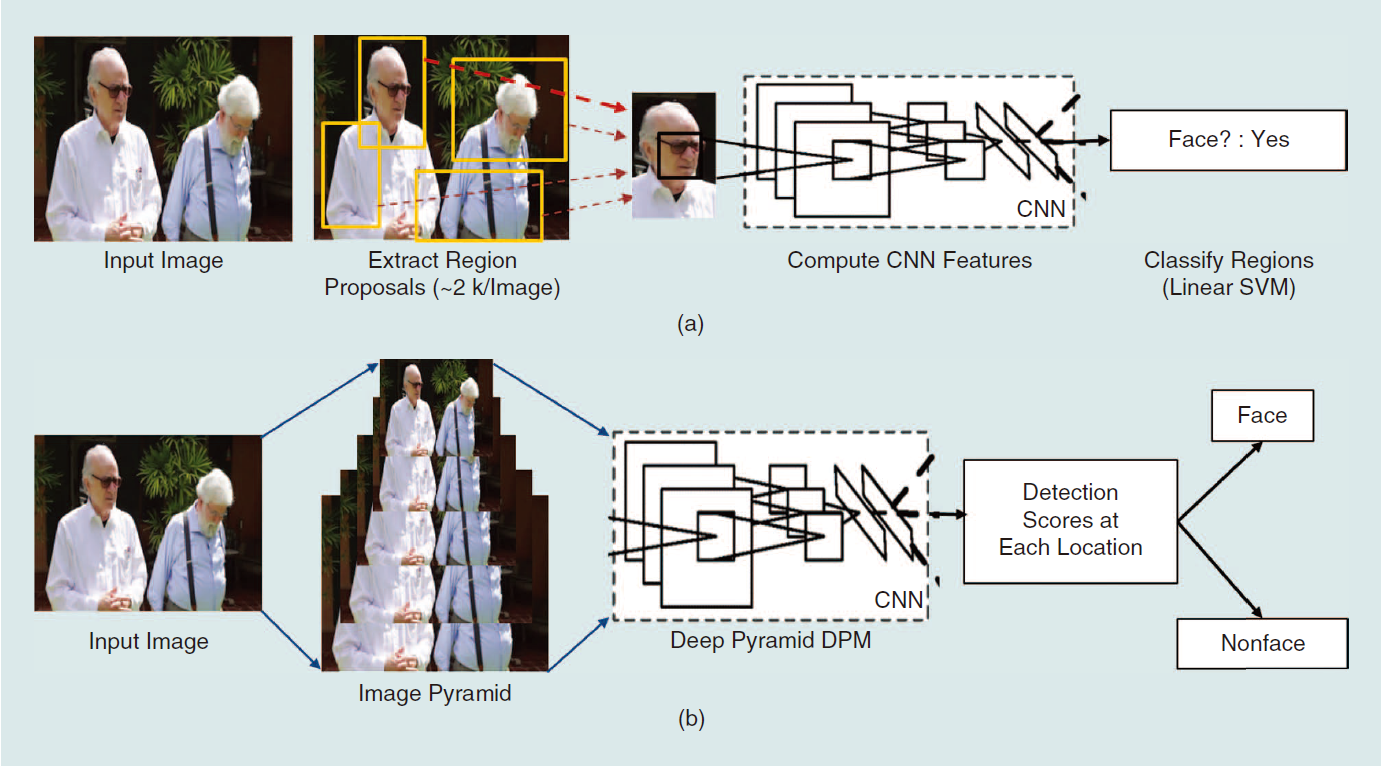 CNN
Face? : Yes
Input Image
Extract Region
Proposals (~2 k/Image)
Compute CNN Features
Classify Regions
(Linear SVM)
(a)
Input Image
Image Pyramid
CNN
Deep Pyramid DPM
Detection
Scores at
Each Location
Face
Nonface
(b)